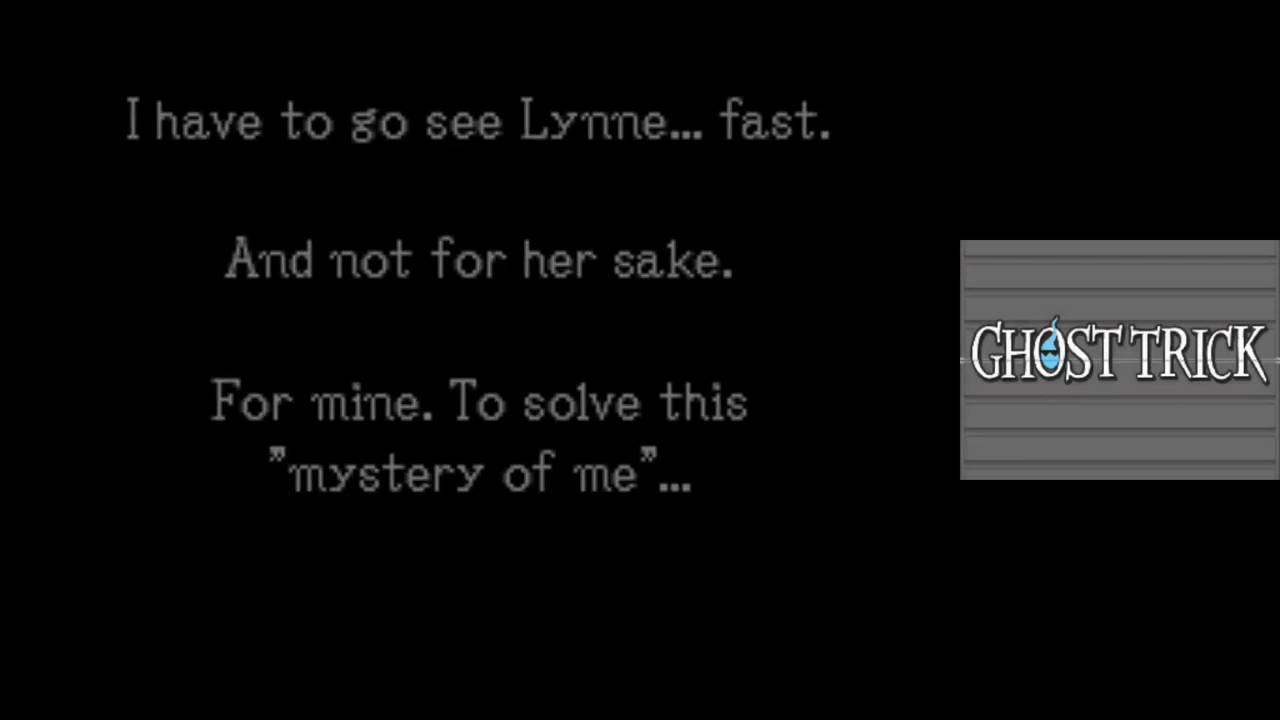 I have to go see Lynne... fast.
And not for her sake.
For mine. To solve this
"mystery of me"...
GHOST TRICK